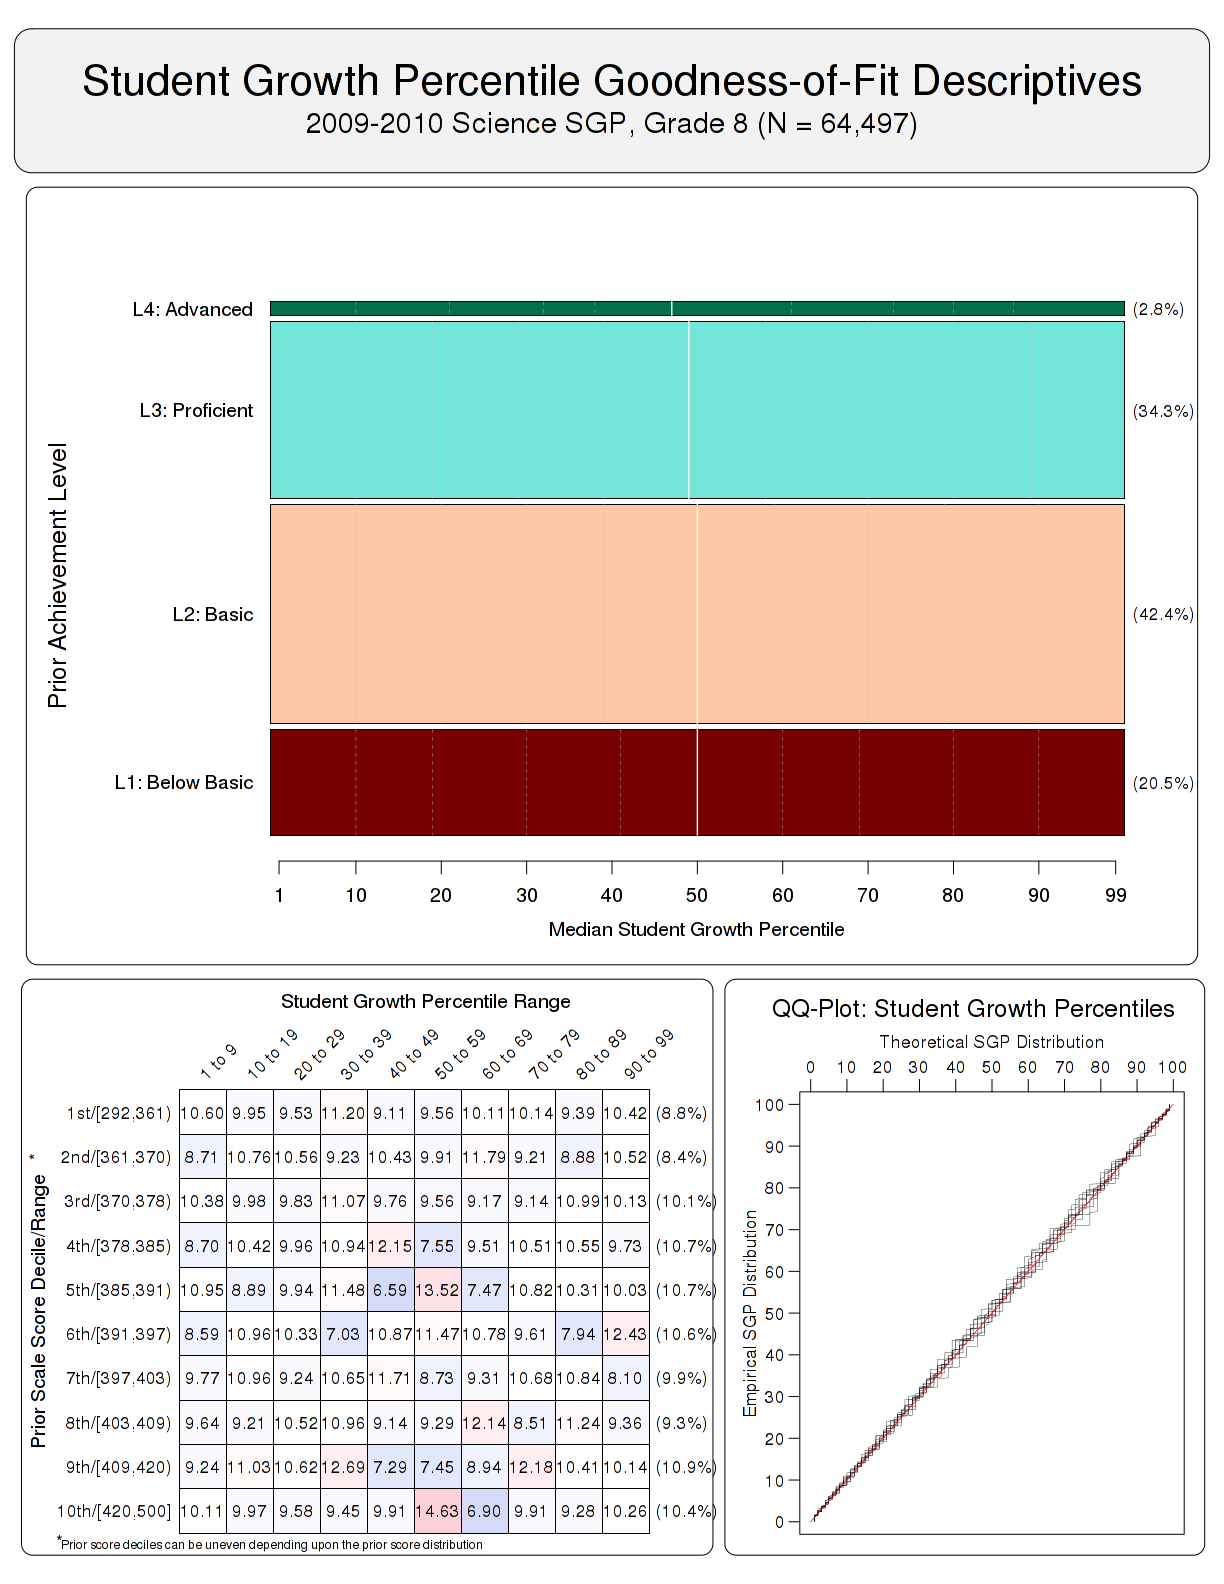 Student Growth Percentile Goodness-of-Fit Descriptives
2009-2010 Science SGP, Grade 8 (N = 64,497)
Prior Achievement Level
L4: Advanced (2.8%)
L3: Proficient (34.3%)
L2: Basic (42.4%)
L1: Below Basic (20.5%)
1 10 20 30 40 50 60 70 80 90 99
Median Student Growth Percentile
Student Growth Percentile Range
1 to 9 10 to 19 20 to 29 30 to 39 40 to 49 50 to 59 60 to 69 70 to 79 80 to 89 90 to 99
Prior Scale Score Decile/Range *
1st/[292,361) 10.60 9.95 9.53 11.20 9.11 9.56 10.11 10.14 9.39 10.42 (8.8%)
2nd/[361,370) 8.71 10.76 10.56 9.23 10.43 9.91 11.79 9.21 8.88 10.52 (8.4%)
3rd/[370,378) 10.38 9.98 9.83 11.07 9.76 9.56 9.17 9.14 10.99 10.13 (10.1%)
4th/[378,385) 8.70 10.42 9.96 10.94 12.15 7.55 9.51 10.51 10.55 9.73 (10.7%)
5th/[385,391) 10.95 8.89 9.94 11.48 6.59 13.52 7.47 10.82 10.31 10.03 (10.7%)
6th/[391,397) 8.59 10.96 10.33 7.03 10.87 11.47 10.78 9.61 7.94 12.43 (10.6%)
7th/[397,403) 9.77 10.96 9.24 10.65 11.71 8.73 9.31 10.68 10.84 8.10 (9.9%)
8th/[403,409) 9.64 9.21 10.52 10.96 9.14 9.29 12.14 8.51 11.24 9.36 (9.3%)
9th/[409,420) 9.24 11.03 10.62 12.69 7.29 7.45 8.94 12.18 10.41 10.14 (10.9%)
10th/[420,500] 10.11 9.97 9.58 9.45 9.91 14.63 6.90 9.91 9.28 10.26 (10.4%)
*Prior score deciles can be uneven depending upon the prior score distribution
QQ-Plot: Student Growth Percentiles
Theoretical SGP Distribution
0 10 20 30 40 50 60 70 80 90 100
Empirical SGP Distribution
100
90
80
70
60
50
40
30
20
10
0